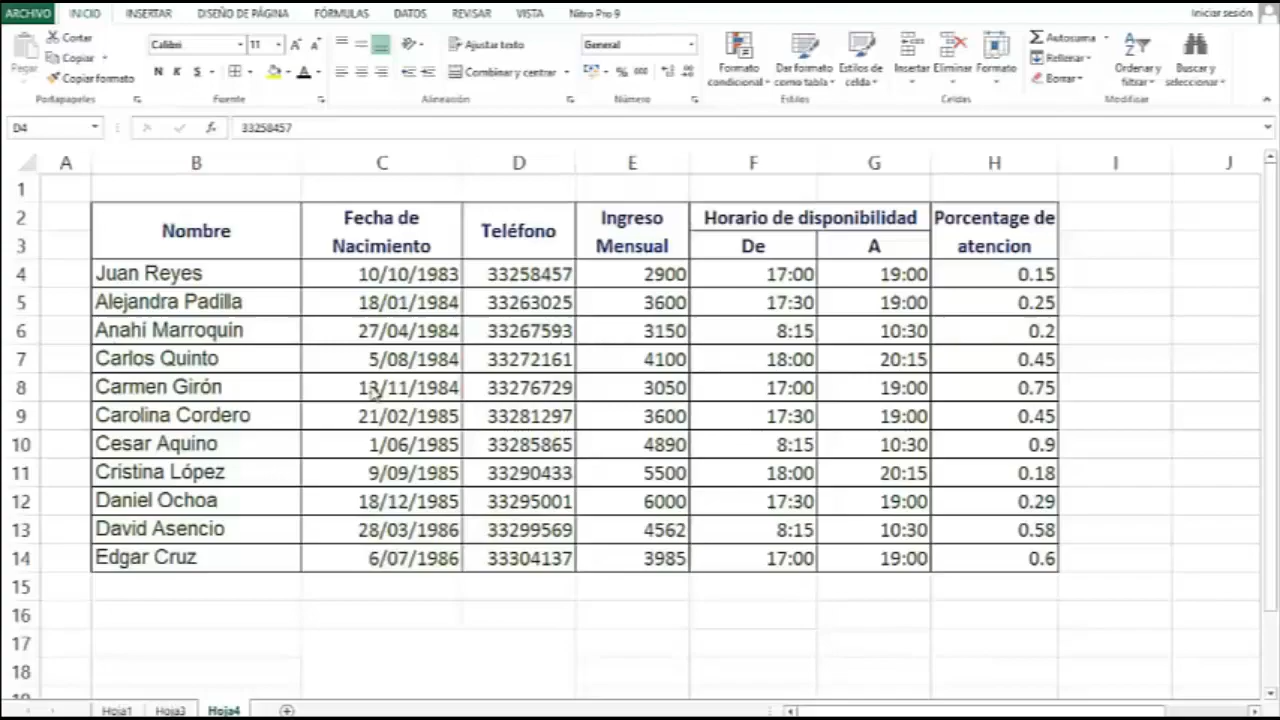 ARCHIVO INICIO INSERTAR DISEÑO DE PÁGINA FÓRMULAS DATOS REVISAR VISTA Nitro Pro 9 Iniciar sesión
Cortar
Copiar
Copiar formato
Pegar
Portapapeles
Calibri 11
N K S
Fuente
Ajustar texto
Combinar y centrar
Alineación
General
% 000
Número
Formato condicional
Dar formato como tabla
Estilos de celda
Estilos
Insertar Eliminar Formato
Celdas
Autosuma
Rellenar
Borrar
Ordenar y filtrar
Buscar y seleccionar
Modificar
D4 fx 33258457
A B C D E F G H I J
1
2 Nombre Fecha de Teléfono Ingreso Horario de disponibilidad Porcentage de
3 Nacimiento Mensual De A atencion
4 Juan Reyes 10/10/1983 33258457 2900 17:00 19:00 0.15
5 Alejandra Padilla 18/01/1984 33263025 3600 17:30 19:00 0.25
6 Anahi Marroquin 27/04/1984 33267593 3150 8:15 10:30 0.2
7 Carlos Quinto 5/08/1984 33272161 4100 18:00 20:15 0.45
8 Carmen Girón 13/11/1984 33276729 3050 17:00 19:00 0.75
9 Carolina Cordero 21/02/1985 33281297 3600 17:30 19:00 0.45
10 Cesar Aquino 1/06/1985 33285865 4890 8:15 10:30 0.9
11 Cristina López 9/09/1985 33290433 5500 18:00 20:15 0.18
12 Daniel Ochoa 18/12/1985 33295001 6000 17:30 19:00 0.29
13 David Asencio 28/03/1986 33299569 4562 8:15 10:30 0.58
14 Edgar Cruz 6/07/1986 33304137 3985 17:00 19:00 0.6
15
16
17
18
19
Hoja1 Hoja3 Hoja4